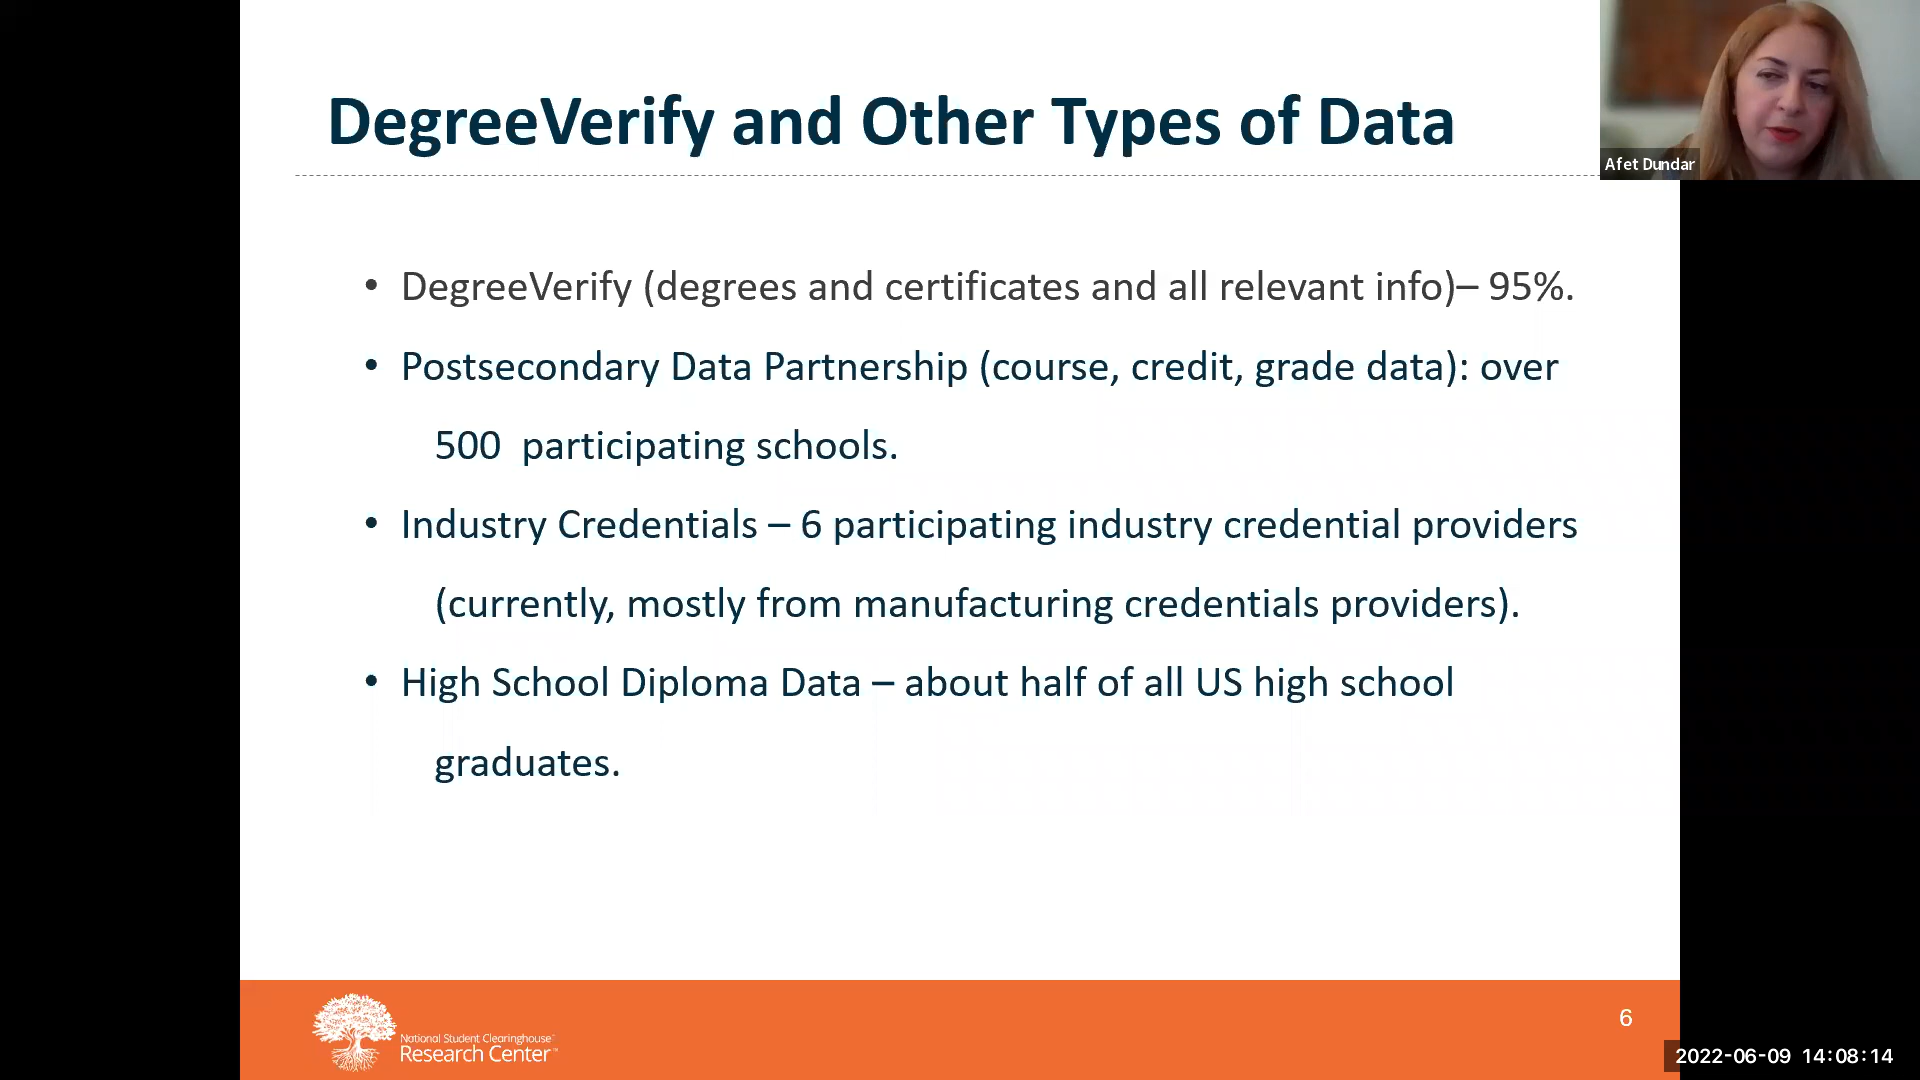 DegreeVerify and Other Types of Data
Afet Dundar
• DegreeVerify (degrees and certificates and all relevant info)– 95%.
• Postsecondary Data Partnership (course, credit, grade data): over
500  participating schools.
• Industry Credentials – 6 participating industry credential providers
(currently, mostly from manufacturing credentials providers).
• High School Diploma Data – about half of all US high school
graduates.
National Student Clearinghouse™
Research Center™
6
2022-06-09 14:08:14